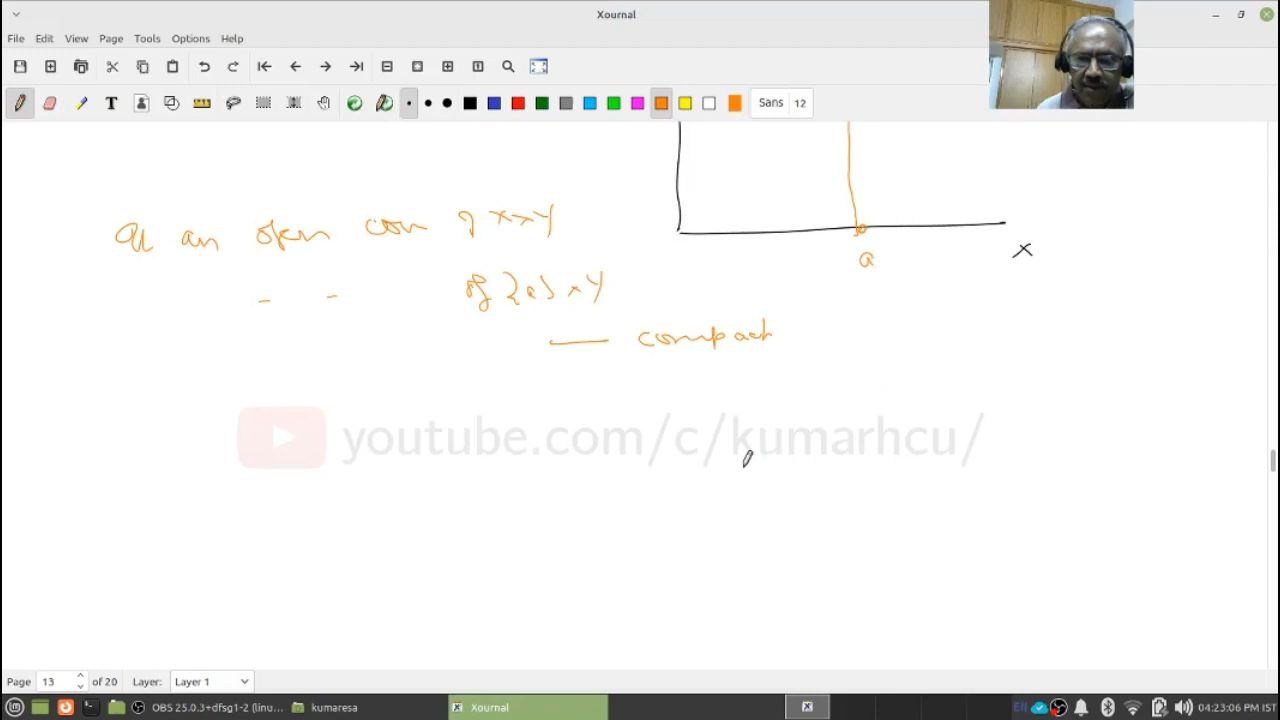 Xournal
File Edit View Page Tools Options Help
Sans 12
an open cov of X×Y
X
a
- - of {a}×Y
— compact
youtube.com/c/kumarhcu/
Page 13 of 20 Layer: Layer 1
OBS 25.0.3+dfsg1-2 (linu... kumaresa Xournal EN 04:23:06 PM IST